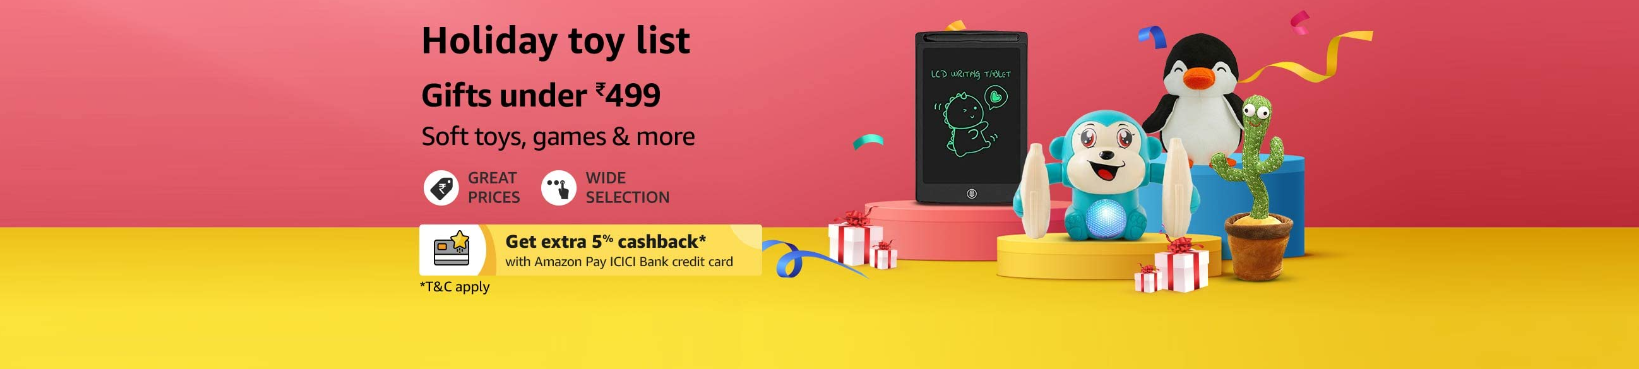 Holiday toy list
Gifts under ₹499
Soft toys, games & more
GREAT
PRICES
WIDE
SELECTION
Get extra 5% cashback*
with Amazon Pay ICICI Bank credit card
*T&C apply
LCD WRITING TABLET